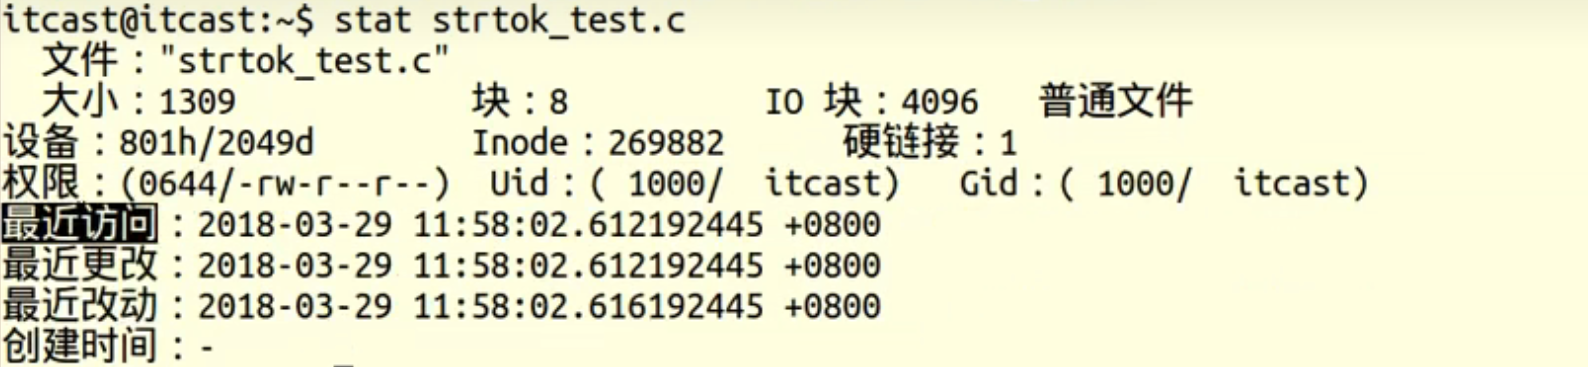 itcast@itcast:~$ stat strtok_test.c
文件："strtok_test.c"
大小：1309 块：8 IO 块：4096 普通文件
设备：801h/2049d Inode：269882 硬链接：1
权限：(0644/-rw-r--r--) Uid：( 1000/ itcast) Gid：( 1000/ itcast)
最近访问：2018-03-29 11:58:02.612192445 +0800
最近更改：2018-03-29 11:58:02.612192445 +0800
最近改动：2018-03-29 11:58:02.616192445 +0800
创建时间：-